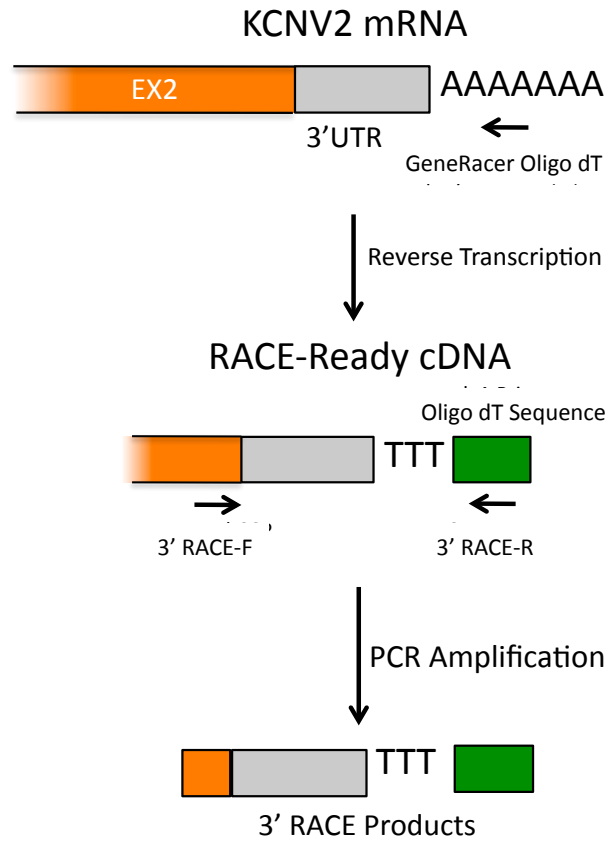 KCNV2 mRNA
EX2
AAAAAAA
3’UTR
GeneRacer Oligo dT
Reverse Transcription
RACE-Ready cDNA
Oligo dT Sequence
TTT
3’ RACE-F
3’ RACE-R
PCR Amplification
TTT
3’ RACE Products